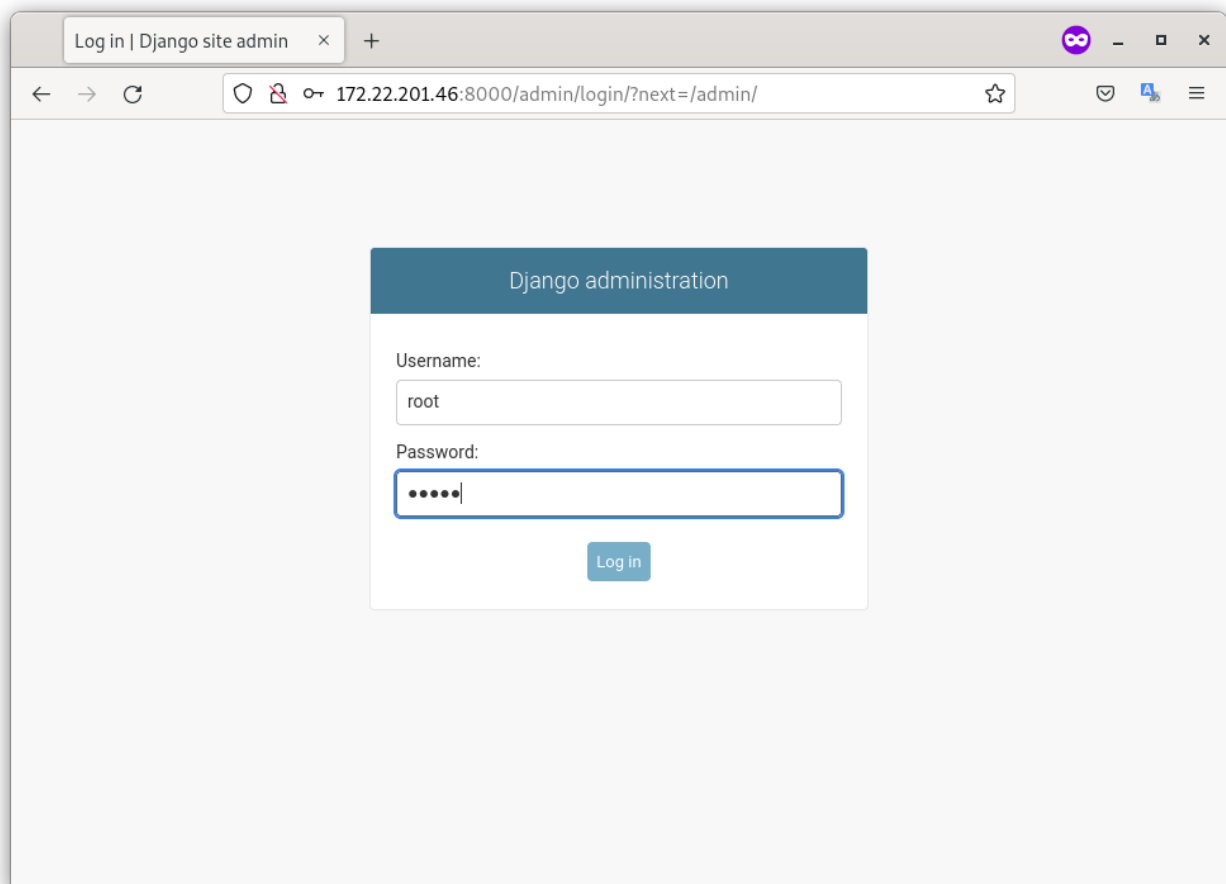 Log in | Django site admin
172.22.201.46:8000/admin/login/?next=/admin/
Django administration
Username:
root
Password:
•••••
Log in